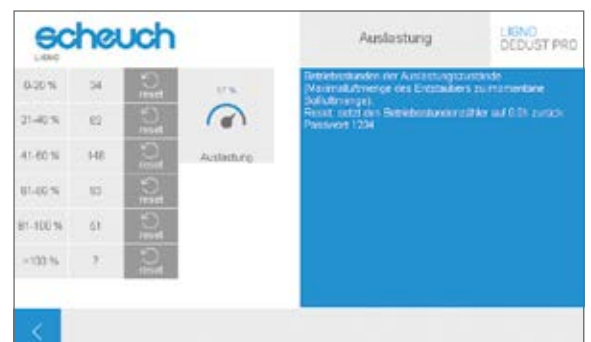 scheuch
LIGNO
Auslastung
LIGNO
DEDUST PRO
0-20 % 34 reset
21-40 % reset
41-60 % 148 reset
61-80 % reset
81-100 % 51 reset
>100 % 7 reset
Auslastung
Betriebsstunden der Auslastungszustände
(Maximalluftmenge des Entstaubers zu momentane
Sollluftmenge).
Reset: setzt den Betriebsstundenzähler auf 0.0h zurück
Passwort 1234